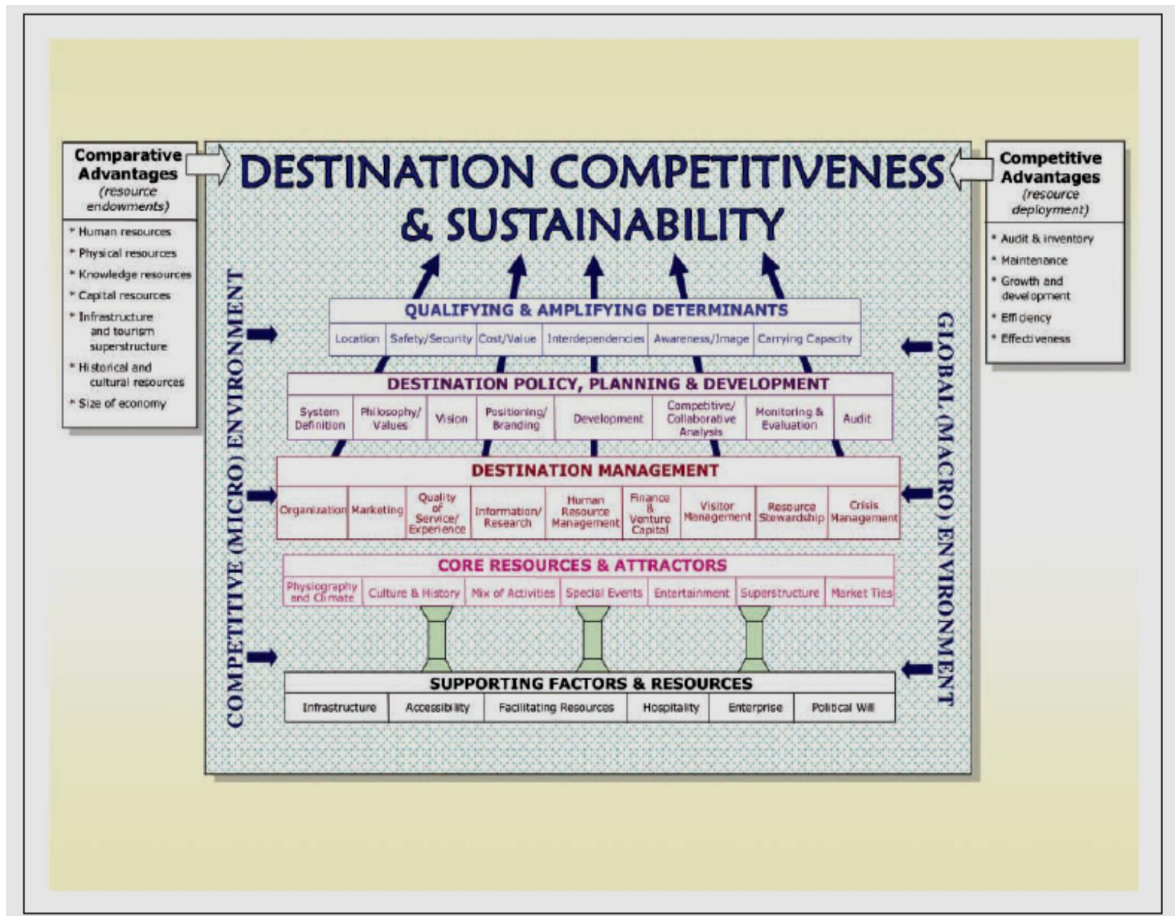 Comparative
Advantages
(resource
endowments)
* Human resources
* Physical resources
* Knowledge resources
* Capital resources
* Infrastructure
and tourism
superstructure
* Historical and
cultural resources
* Size of economy
DESTINATION COMPETITIVENESS
& SUSTAINABILITY
Competitive
Advantages
(resource
deployment)
* Audit & inventory
* Maintenance
* Growth and
development
* Efficiency
* Effectiveness
COMPETITIVE (MICRO) ENVIRONMENT
GLOBAL (MACRO) ENVIRONMENT
QUALIFYING & AMPLIFYING DETERMINANTS
Location
Safety/Security
Cost/Value
Interdependencies
Awareness/Image
Carrying Capacity
DESTINATION POLICY, PLANNING & DEVELOPMENT
System
Definition
Philosophy/
Values
Vision
Positioning/
Branding
Development
Competitive/
Collaborative
Analysis
Monitoring &
Evaluation
Audit
DESTINATION MANAGEMENT
Organization
Marketing
Quality
of
Service/
Experience
Information/
Research
Human
Resource
Management
Finance
&
Venture
Capital
Visitor
Management
Resource
Stewardship
Crisis
Management
CORE RESOURCES & ATTRACTORS
Physiography
and Climate
Culture & History
Mix of Activities
Special Events
Entertainment
Superstructure
Market Ties
SUPPORTING FACTORS & RESOURCES
Infrastructure
Accessibility
Facilitating Resources
Hospitality
Enterprise
Political Will